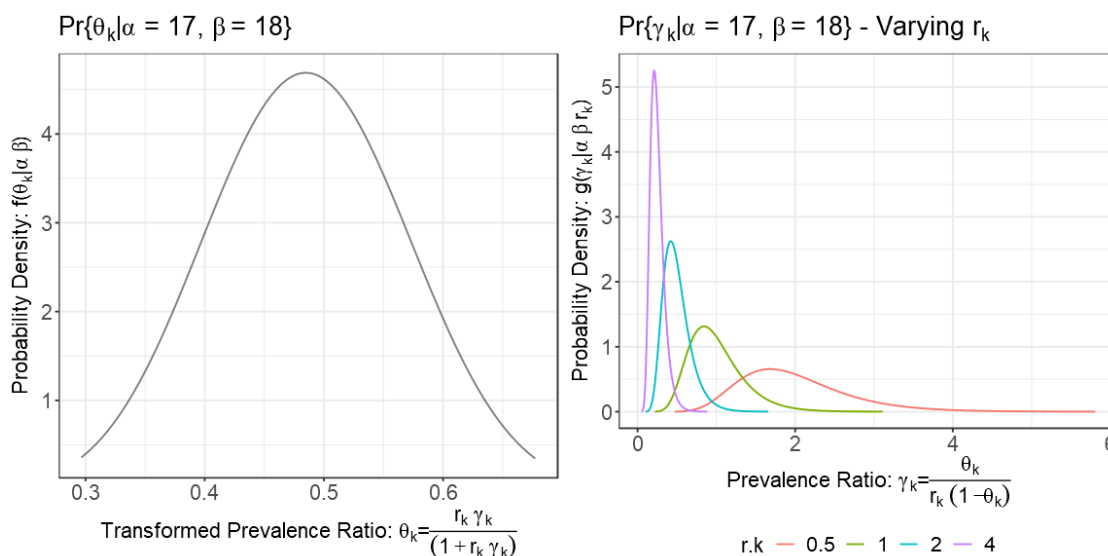 Pr{θk|α = 17, β = 18}
Probability Density: f(θk|α β)
4
3
2
1
0.3 0.4 0.5 0.6
Transformed Prevalence Ratio: θk=rk γk/(1+rk γk)
Pr{γk|α = 17, β = 18} - Varying rk
Probability Density: g(γk|α β rk)
5
4
3
2
1
0
0 2 4 6
Prevalence Ratio: γk=θk/rk (1−θk)
r.k 0.5 1 2 4